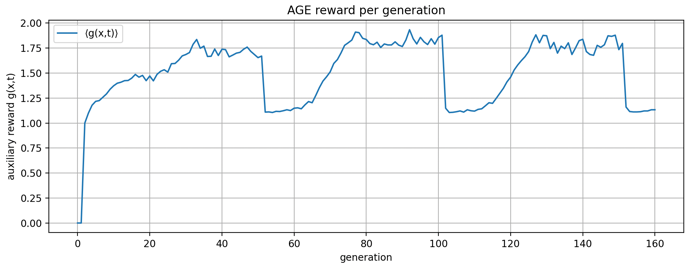 AGE reward per generation
⟨g(x,t)⟩
auxiliary reward g(x,t)
2.00
1.75
1.50
1.25
1.00
0.75
0.50
0.25
0.00
0 20 40 60 80 100 120 140 160
generation